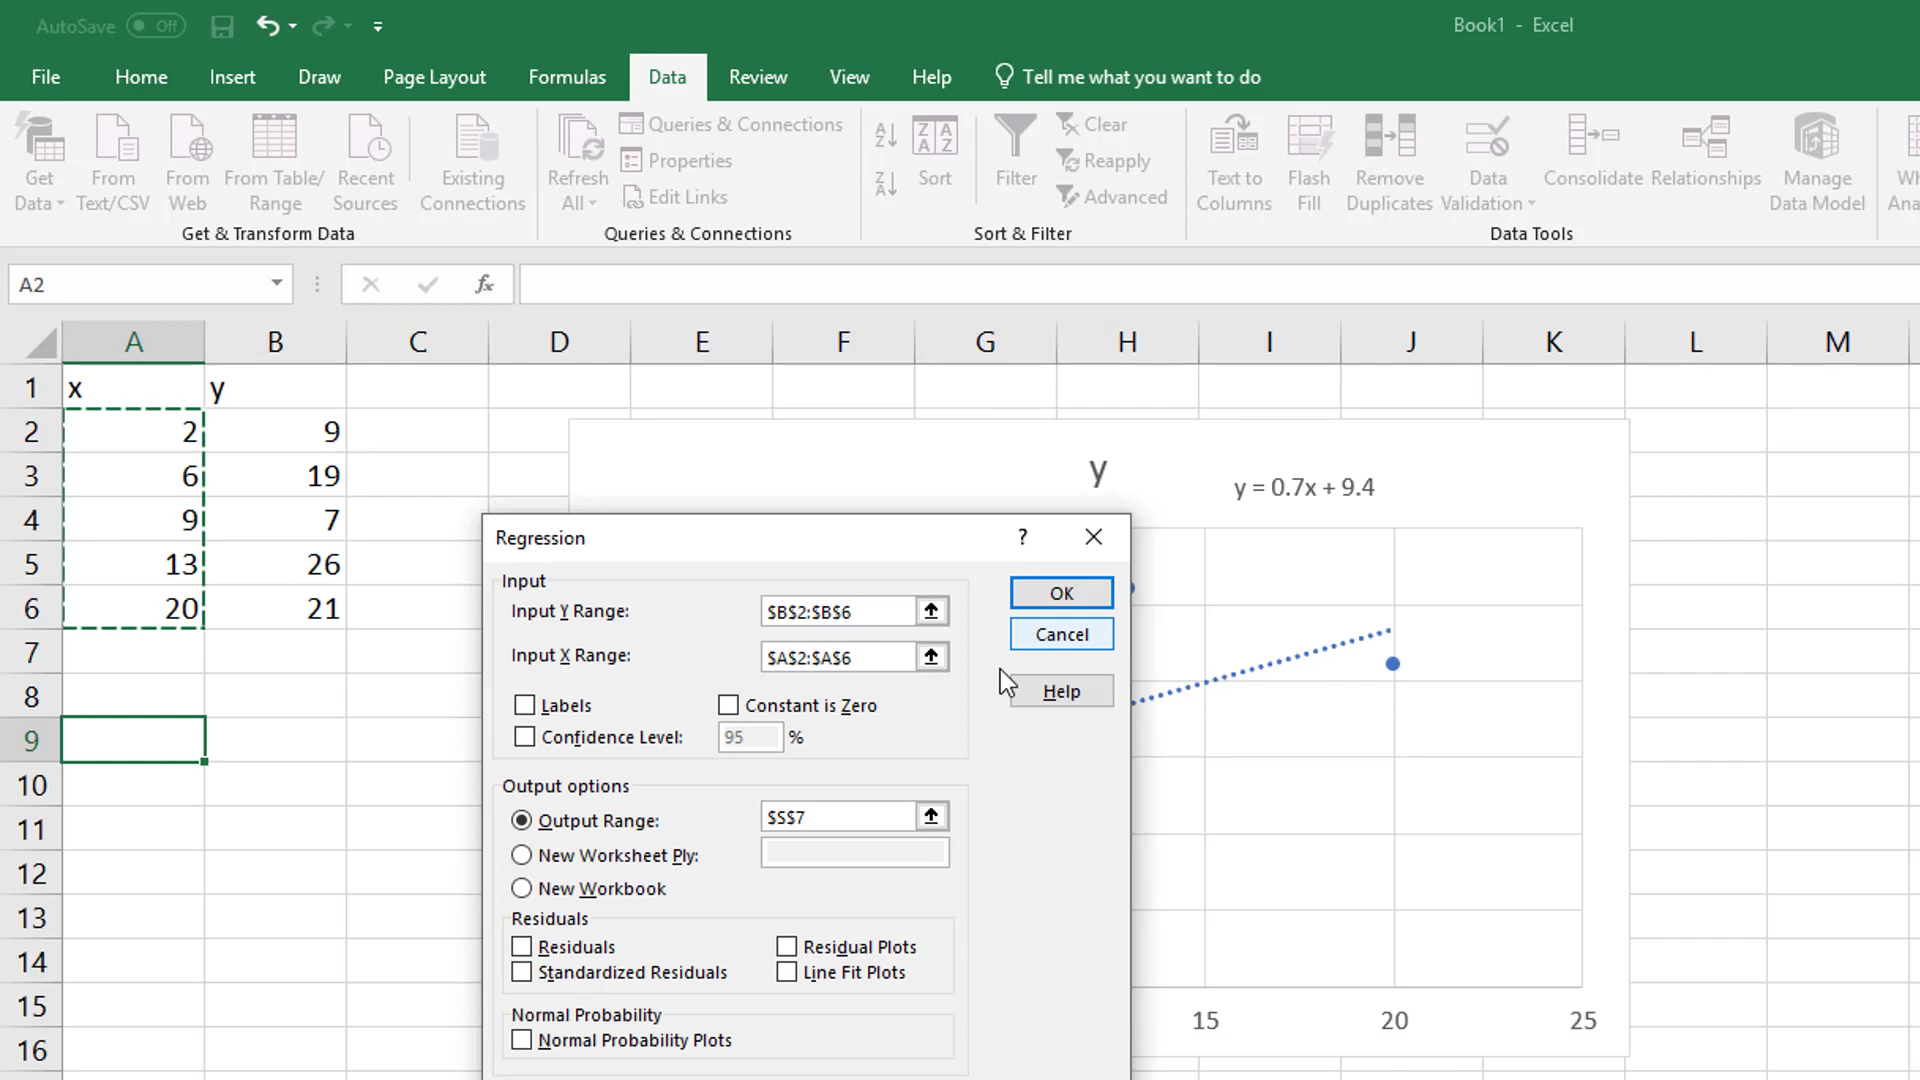 AutoSave Off
Book1 - Excel
File Home Insert Draw Page Layout Formulas Data Review View Help Tell me what you want to do
Get Data
From Text/CSV
From Web
From Table/ Range
Recent Sources
Existing Connections
Refresh All
Queries & Connections
Properties
Edit Links
Sort
Filter
Clear
Reapply
Advanced
Text to Columns
Flash Fill
Remove Duplicates
Data Validation
Consolidate
Relationships
Manage Data Model
Get & Transform Data
Queries & Connections
Sort & Filter
Data Tools
A2
fx
A B C D E F G H I J K L M
1 x y
2 2 9
3 6 19
4 9 7
5 13 26
6 20 21
7
8
9
10
11
12
13
14
15
16
y
y = 0.7x + 9.4
15 20 25
Regression ?
Input
Input Y Range: $B$2:$B$6
Input X Range: $A$2:$A$6
Labels Constant is Zero
Confidence Level: 95 %
OK
Cancel
Help
Output options
Output Range: $S$7
New Worksheet Ply:
New Workbook
Residuals
Residuals Residual Plots
Standardized Residuals Line Fit Plots
Normal Probability
Normal Probability Plots